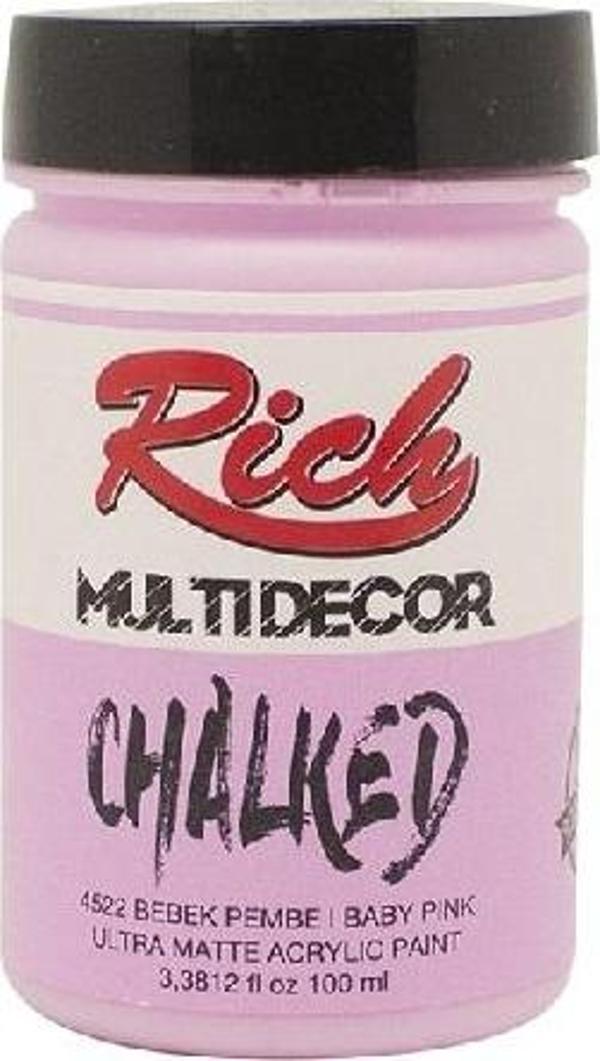 Rich
MULTIDECOR
CHALKED
4522 BEBEK PEMBE | BABY PINK
ULTRA MATTE ACRYLIC PAINT
3,3812 fl oz 100 ml